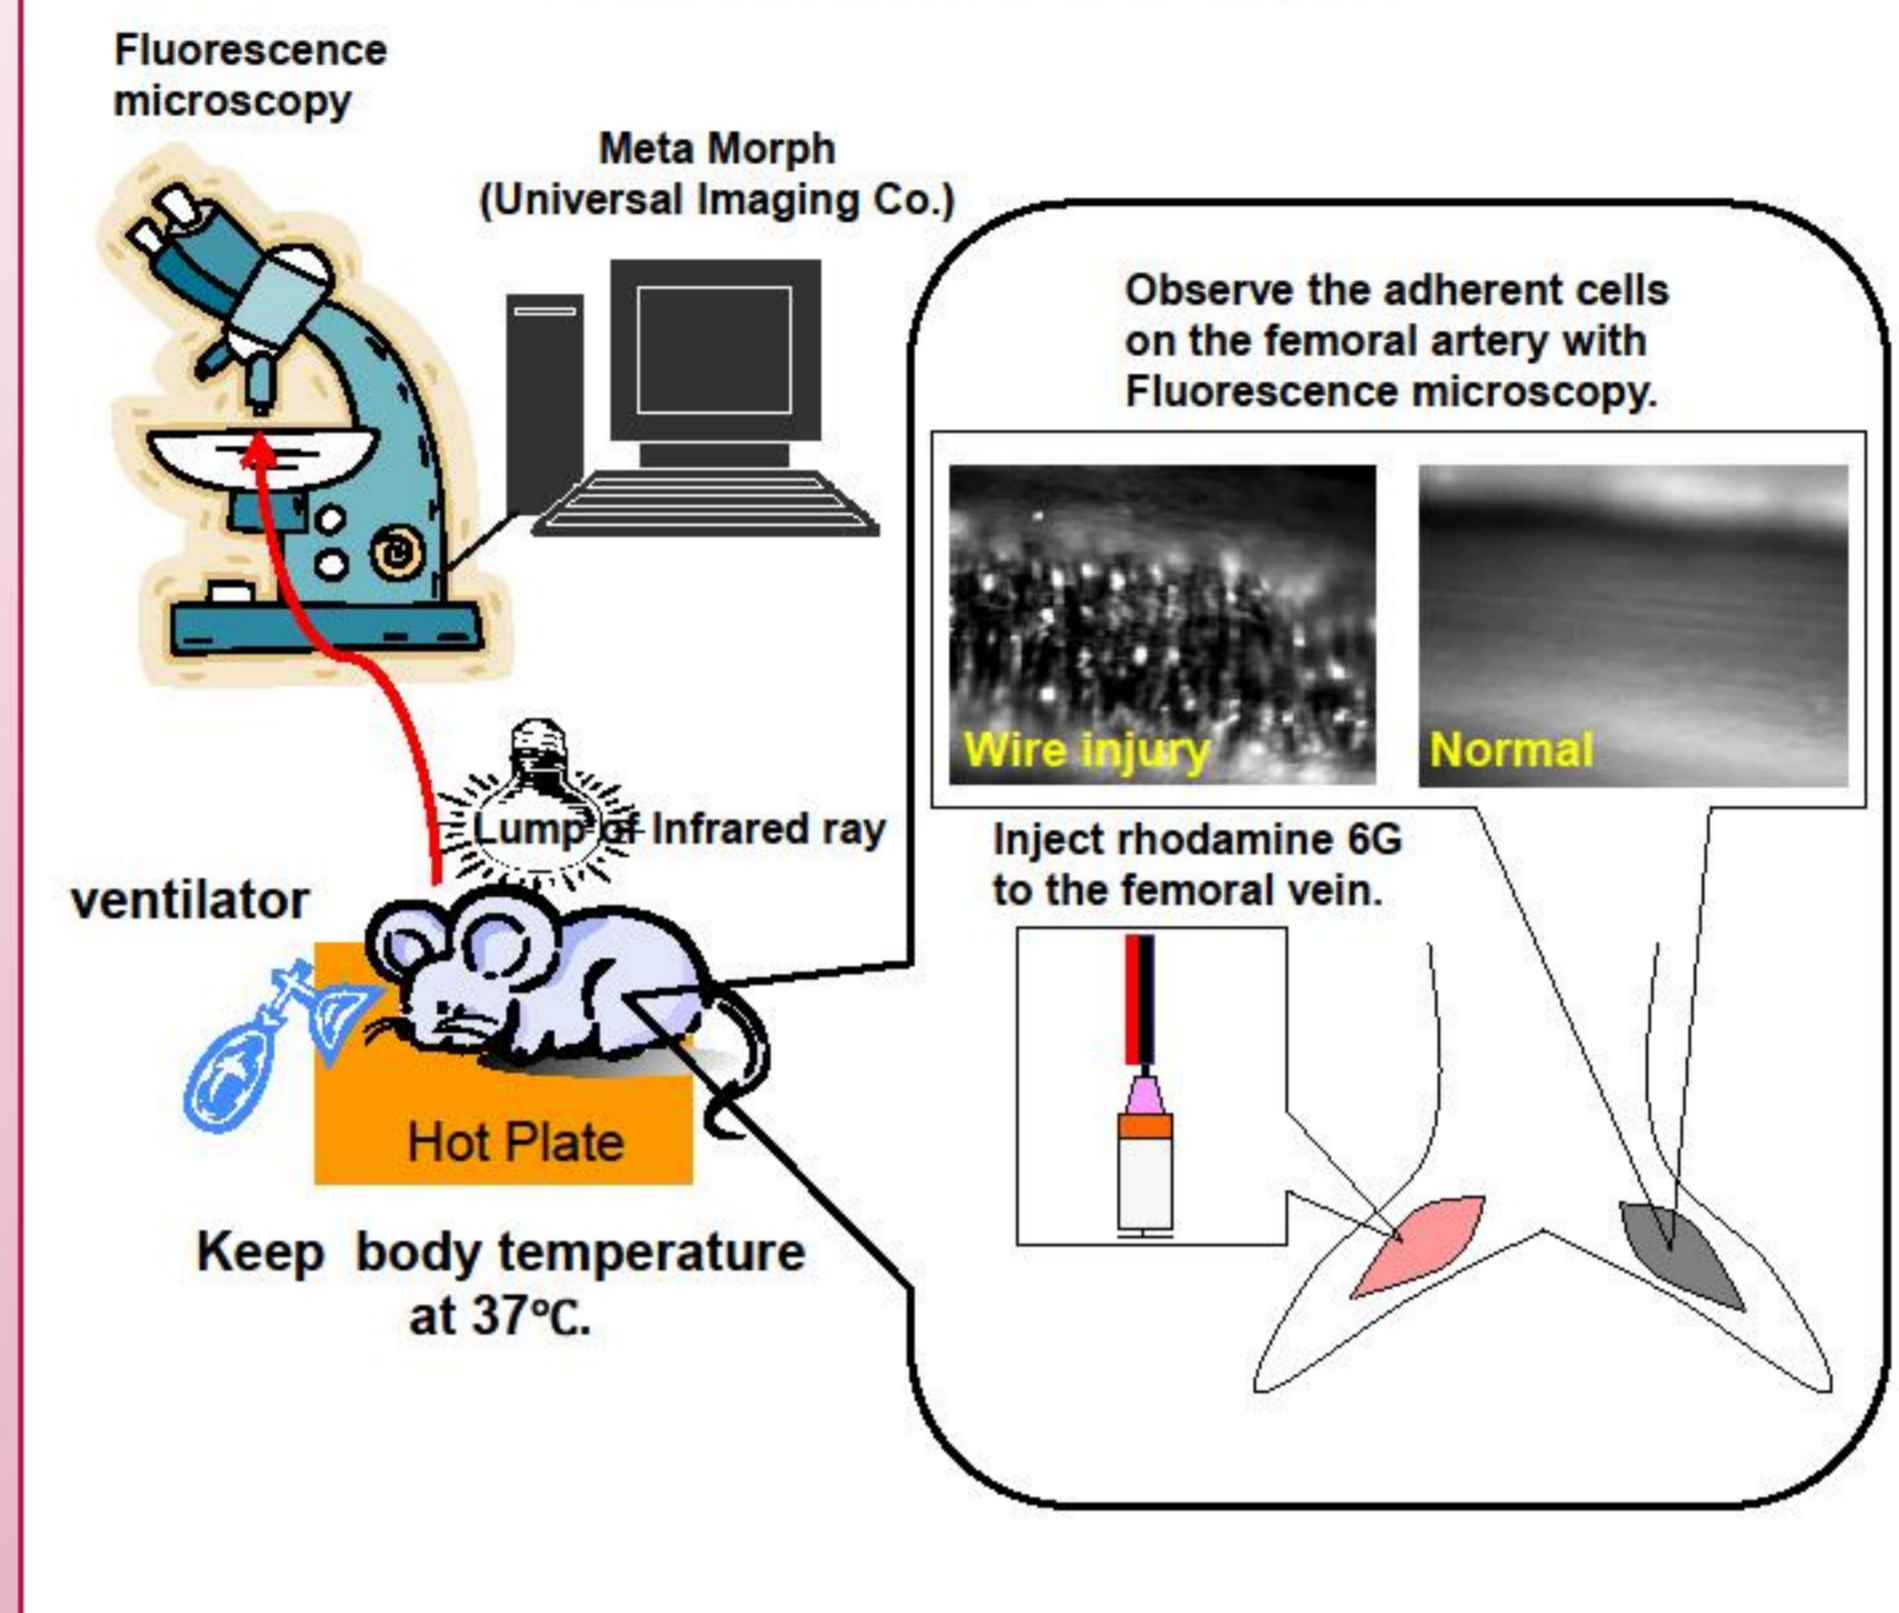 Fluorescence
microscopy
Meta Morph
(Universal Imaging Co.)
Observe the adherent cells
on the femoral artery with
Fluorescence microscopy.
Wire injury
Normal
Lump of Infrared ray
Inject rhodamine 6G
to the femoral vein.
ventilator
Hot Plate
Keep body temperature
at 37℃.